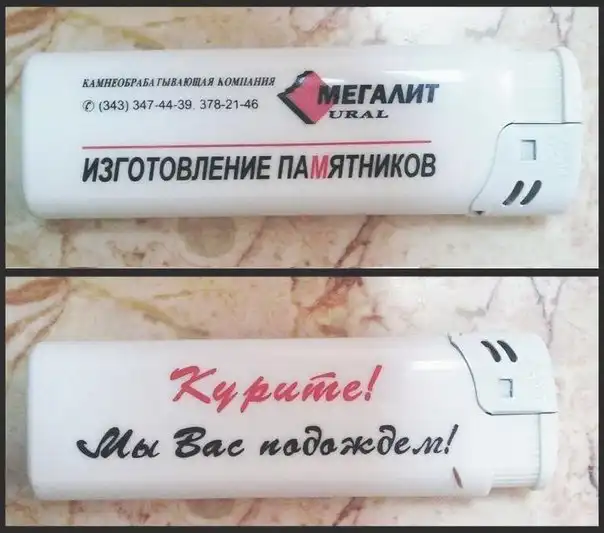 КАМНЕОБРАБАТЫВАЮЩАЯ КОМПАНИЯ
✆ (343) 347-44-39, 378-21-46
МЕГАЛИТ
URAL
ИЗГОТОВЛЕНИЕ ПАМЯТНИКОВ
Курите!
Мы Вас подождем!